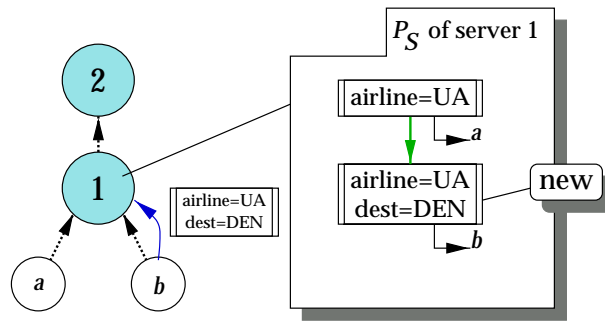 2
1
a
b
airline=UA
dest=DEN
P_S of server 1
airline=UA
a
airline=UA
dest=DEN
b
new